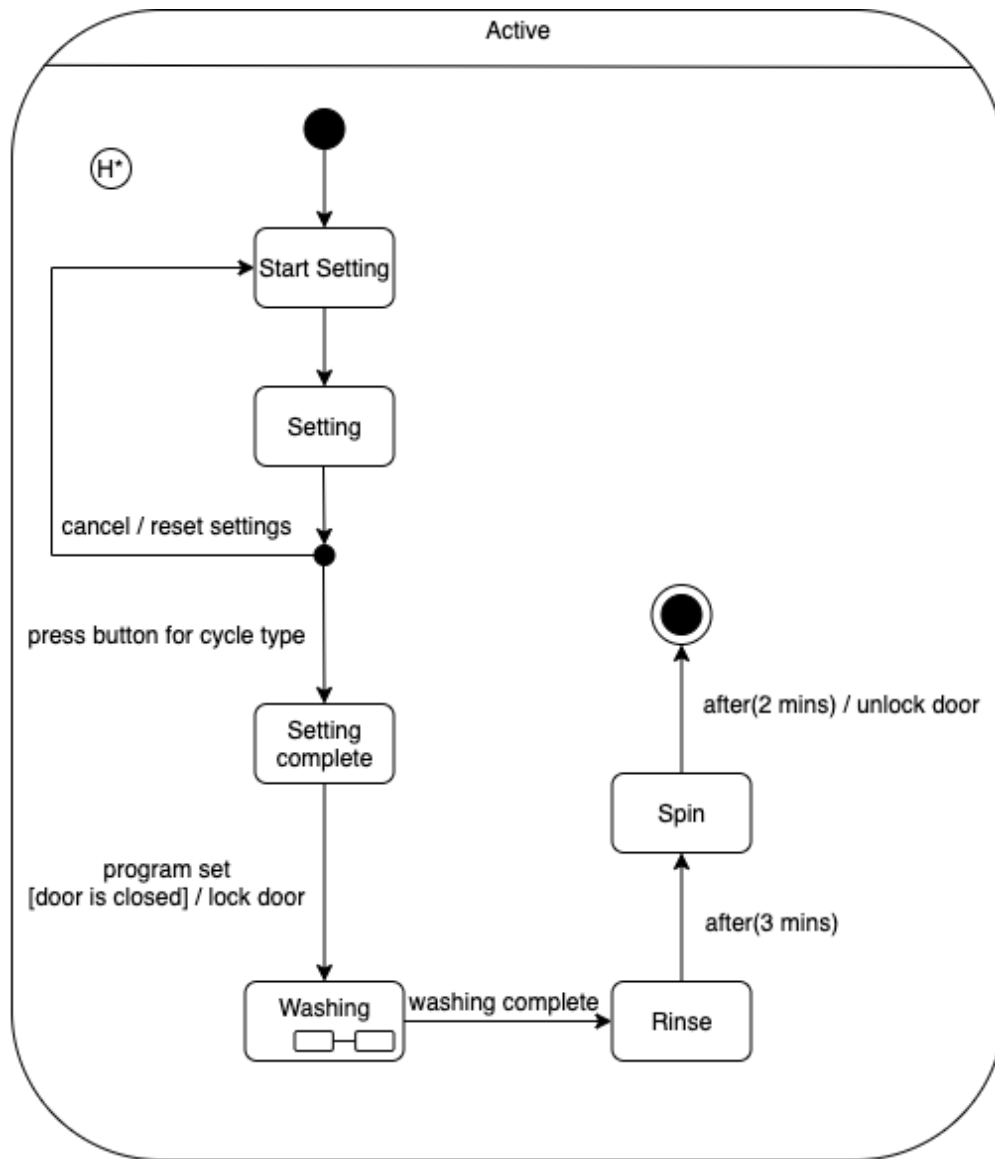 Active
H*
Start Setting
Setting
cancel / reset settings
press button for cycle type
Setting
complete
after(2 mins) / unlock door
Spin
program set
[door is closed] / lock door
after(3 mins)
Washing
washing complete
Rinse